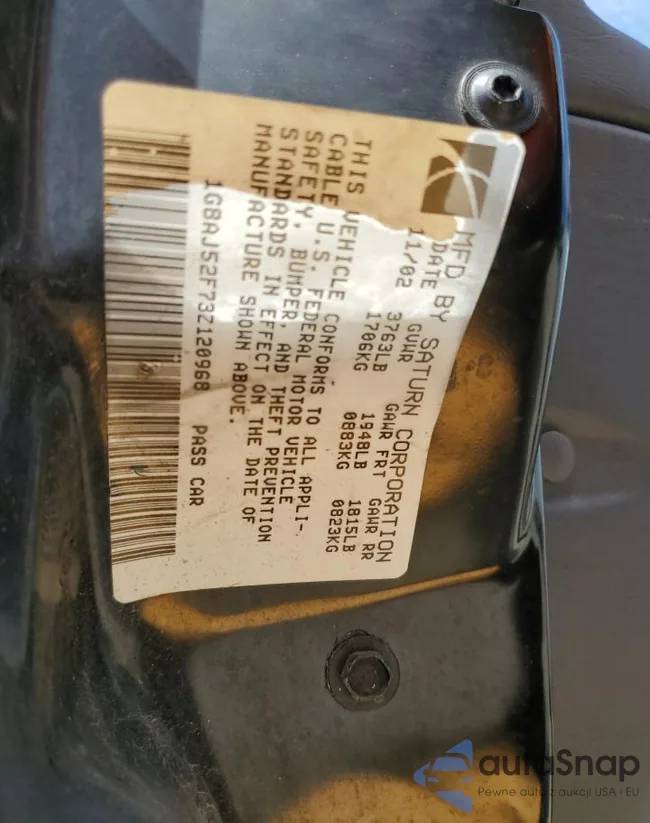 MFD BY SATURN CORPORATION
DATE GVWR GAWR FRT GAWR RR
11/02 3763LB 1948LB 1815LB
1706KG 0883KG 0823KG
THIS VEHICLE CONFORMS TO ALL APPLI-
CABLE U.S. FEDERAL MOTOR VEHICLE
SAFETY, BUMPER, AND THEFT PREVENTION
STANDARDS IN EFFECT ON THE DATE OF
MANUFACTURE SHOWN ABOVE.
1G8AJ52F73Z120968 PASS CAR
auraSnap
Pewne auto z aukcji USA · EU